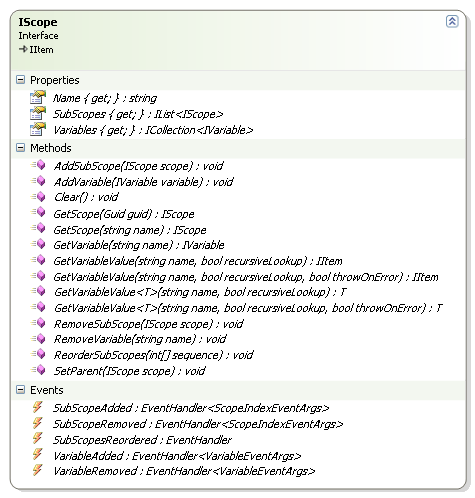 IScope
Interface
IItem
Properties
Name { get; } : string
SubScopes { get; } : IList<IScope>
Variables { get; } : ICollection<IVariable>
Methods
AddSubScope(IScope scope) : void
AddVariable(IVariable variable) : void
Clear() : void
GetScope(Guid guid) : IScope
GetScope(string name) : IScope
GetVariable(string name) : IVariable
GetVariableValue(string name, bool recursiveLookup) : IItem
GetVariableValue(string name, bool recursiveLookup, bool throwOnError) : IItem
GetVariableValue<T>(string name, bool recursiveLookup) : T
GetVariableValue<T>(string name, bool recursiveLookup, bool throwOnError) : T
RemoveSubScope(IScope scope) : void
RemoveVariable(string name) : void
ReorderSubScopes(int[] sequence) : void
SetParent(IScope scope) : void
Events
SubScopeAdded : EventHandler<ScopeIndexEventArgs>
SubScopeRemoved : EventHandler<ScopeIndexEventArgs>
SubScopesReordered : EventHandler
VariableAdded : EventHandler<VariableEventArgs>
VariableRemoved : EventHandler<VariableEventArgs>